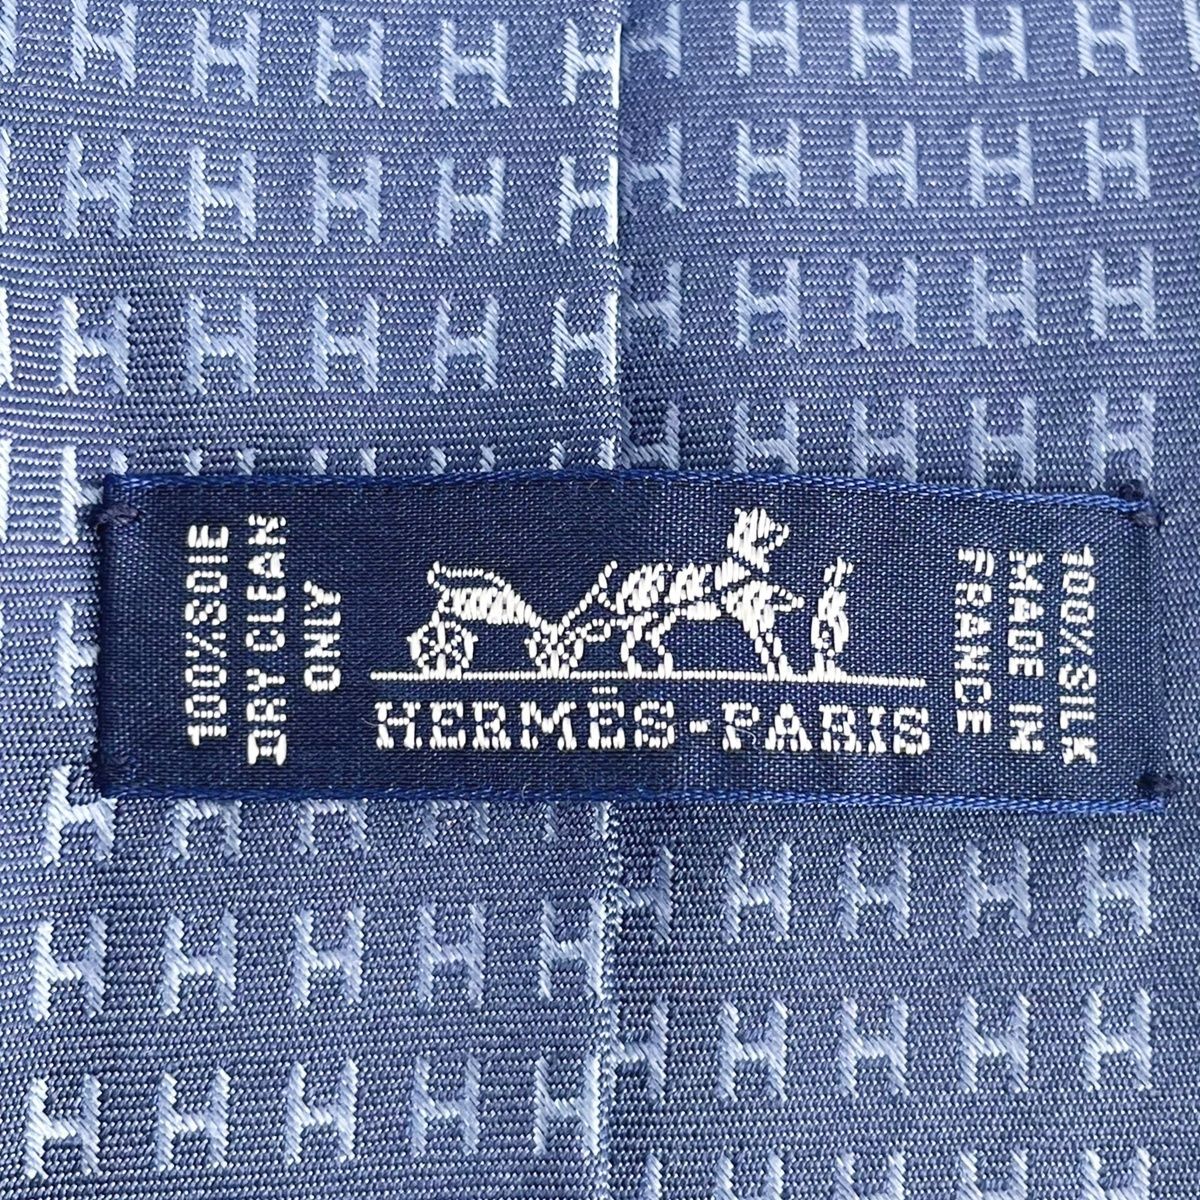 100%SOIE
DRY CLEAN
ONLY
HERMÈS-PARIS
100%SILK
MADE IN
FRANCE